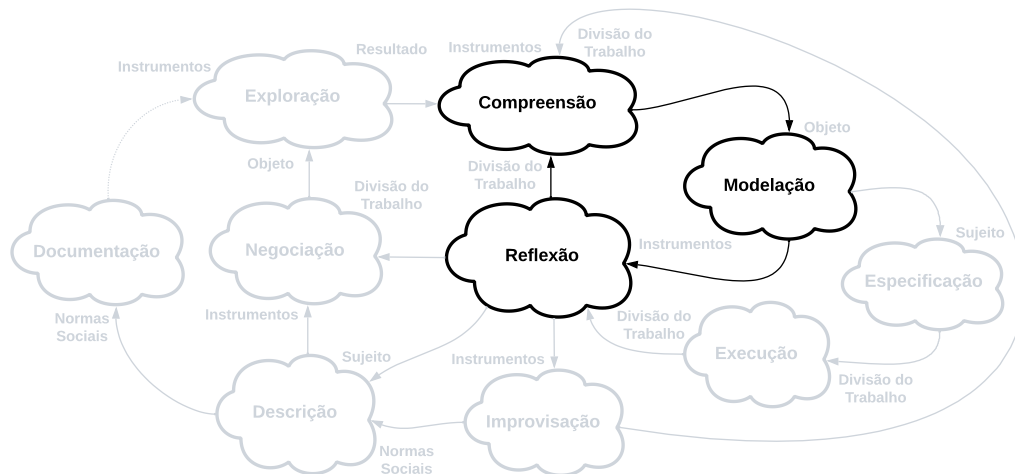 Divisão do
Trabalho
Resultado
Instrumentos
Instrumentos
Exploração
Compreensão
Objeto
Objeto
Divisão do
Trabalho
Divisão do
Trabalho
Modelação
Documentação
Negociação
Reflexão
Instrumentos
Sujeito
Especificação
Normas
Sociais
Instrumentos
Divisão do
Trabalho
Sujeito
Instrumentos
Execução
Divisão do
Trabalho
Descrição
Improvisação
Normas
Sociais